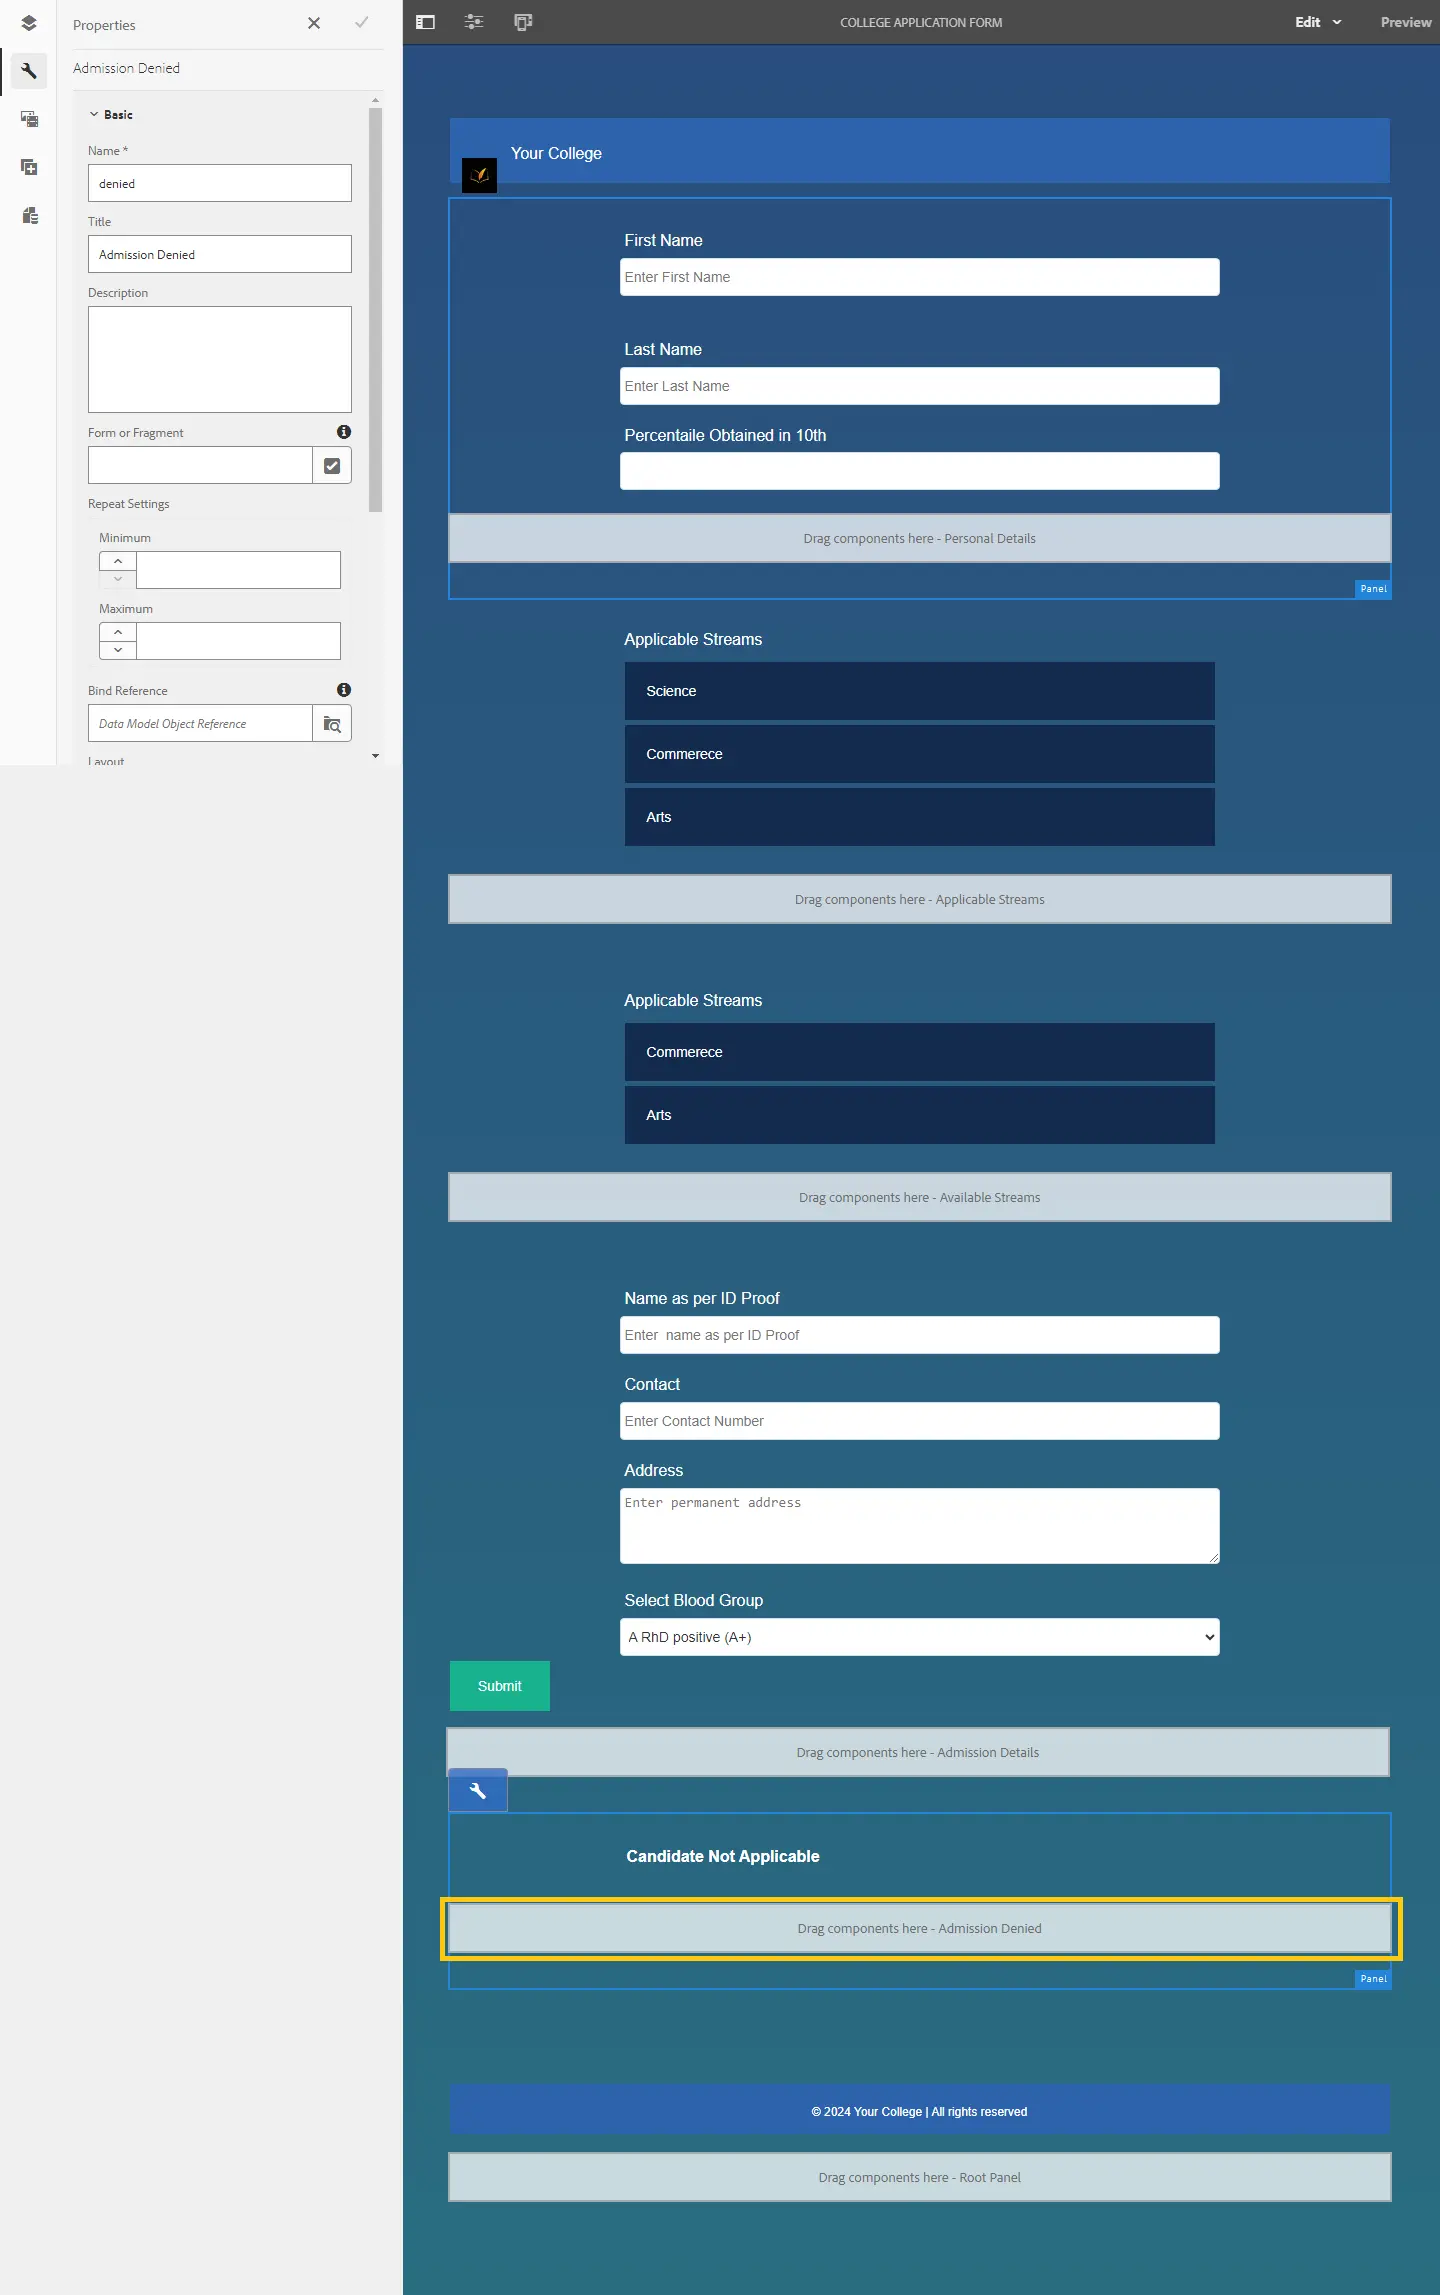 Properties
Admission Denied
Basic
Name *
denied
Title
Admission Denied
Description
Form or Fragment
Repeat Settings
Minimum
Maximum
Bind Reference
Data Model Object Reference
Layout
COLLEGE APPLICATION FORM
Edit
Preview
Your College
First Name
Enter First Name
Last Name
Enter Last Name
Percentaile Obtained in 10th
Drag components here - Personal Details
Panel
Applicable Streams
Science
Commerece
Arts
Drag components here - Applicable Streams
Applicable Streams
Commerece
Arts
Drag components here - Available Streams
Name as per ID Proof
Enter name as per ID Proof
Contact
Enter Contact Number
Address
Enter permanent address
Select Blood Group
A RhD positive (A+)
Submit
Drag components here - Admission Details
Candidate Not Applicable
Drag components here - Admission Denied
Panel
© 2024 Your College | All rights reserved
Drag components here - Root Panel